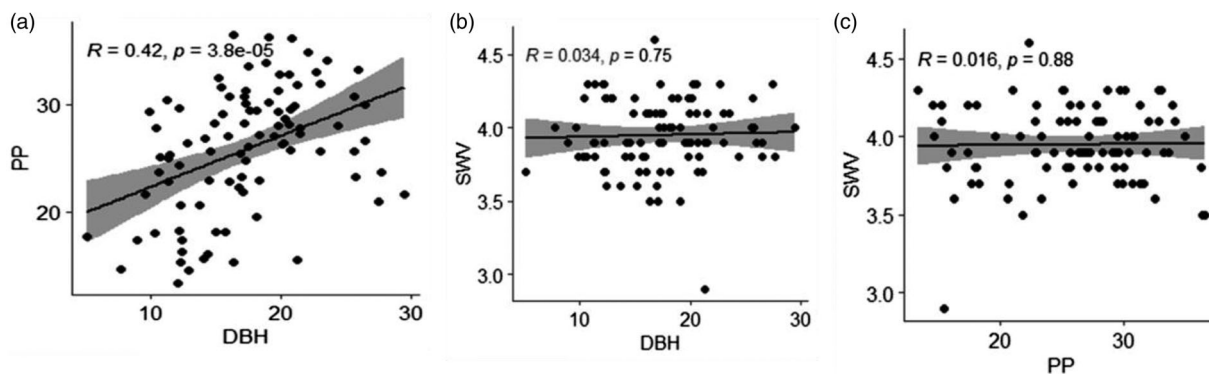 (a)
R = 0.42, p = 3.8e-05
PP
30
20
10
20
30
DBH
(b)
R = 0.034, p = 0.75
SWV
4.5
4.0
3.5
3.0
10
20
30
DBH
(c)
R = 0.016, p = 0.88
SWV
4.5
4.0
3.5
3.0
20
30
PP